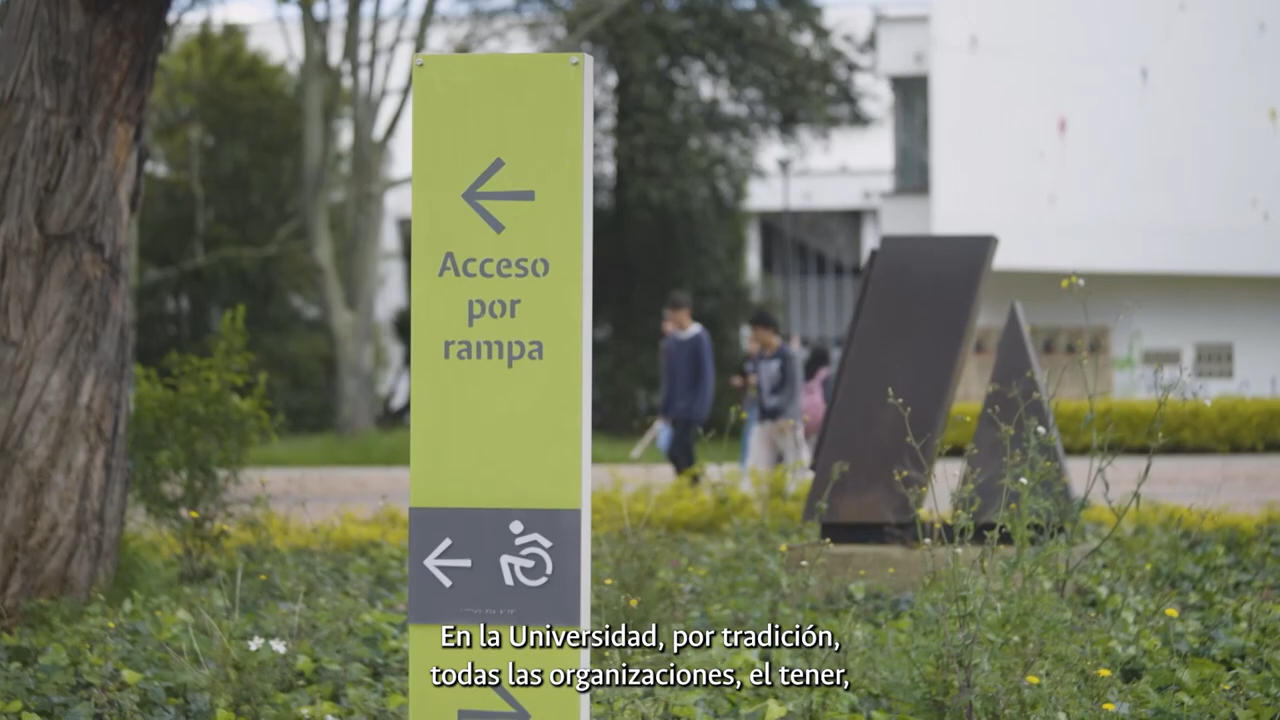 Acceso
por
rampa
En la Universidad, por tradición,
todas las organizaciones, el tener,